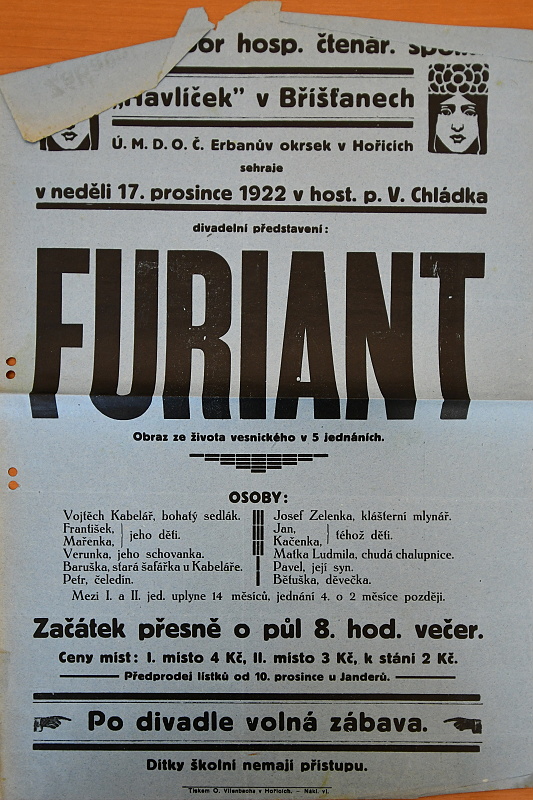 hosp. čtenář.
„Havlíček” v Bříšťanech
Ú. M. D. O. Č. Erbanův okrsek v Hořicích
sehraje
v neděli 17. prosince 1922 v host. p. V. Chládka
divadelní představení:
FURIANT
Obraz ze života vesnického v 5 jednáních.
OSOBY:
Vojtěch Kabelář, bohatý sedlák.
František,
Mařenka, jeho děti.
Verunka, jeho schovanka.
Baruška, stará šafářka u Kabeláře.
Petr, čeledín.
Josef Zelenka, klášterní mlynář.
Jan,
Kačenka, téhož děti.
Matka Ludmila, chudá chalupnice.
Pavel, její syn.
Bětuška, děvečka.
Mezi I. a II. jed. uplyne 14 měsíců, jednání 4. o 2 měsíce později.
Začátek přesně o půl 8. hod. večer.
Ceny míst: I. místo 4 Kč, II. místo 3 Kč, k stání 2 Kč.
Předprodej lístků od 10. prosince u Janderů.
Po divadle volná zábava.
Dítky školní nemají přístupu.
Tiskem O. Vilenbecha v Hořicích. – Nákl. vl.